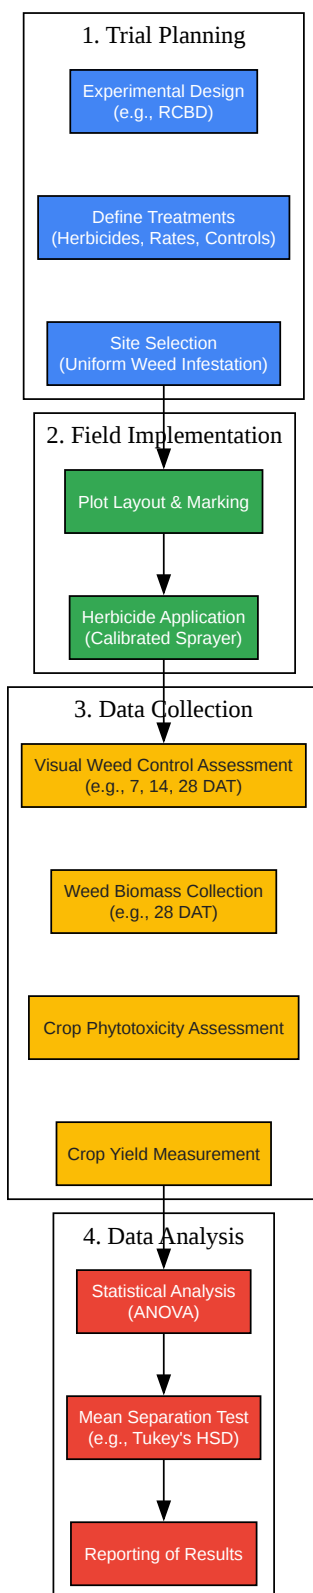 1. Trial Planning
Experimental Design
(e.g., RCBD)
Define Treatments
(Herbicides, Rates, Controls)
Site Selection
(Uniform Weed Infestation)
2. Field Implementation
Plot Layout & Marking
Herbicide Application
(Calibrated Sprayer)
3. Data Collection
Visual Weed Control Assessment
(e.g., 7, 14, 28 DAT)
Weed Biomass Collection
(e.g., 28 DAT)
Crop Phytotoxicity Assessment
Crop Yield Measurement
4. Data Analysis
Statistical Analysis
(ANOVA)
Mean Separation Test
(e.g., Tukey's HSD)
Reporting of Results